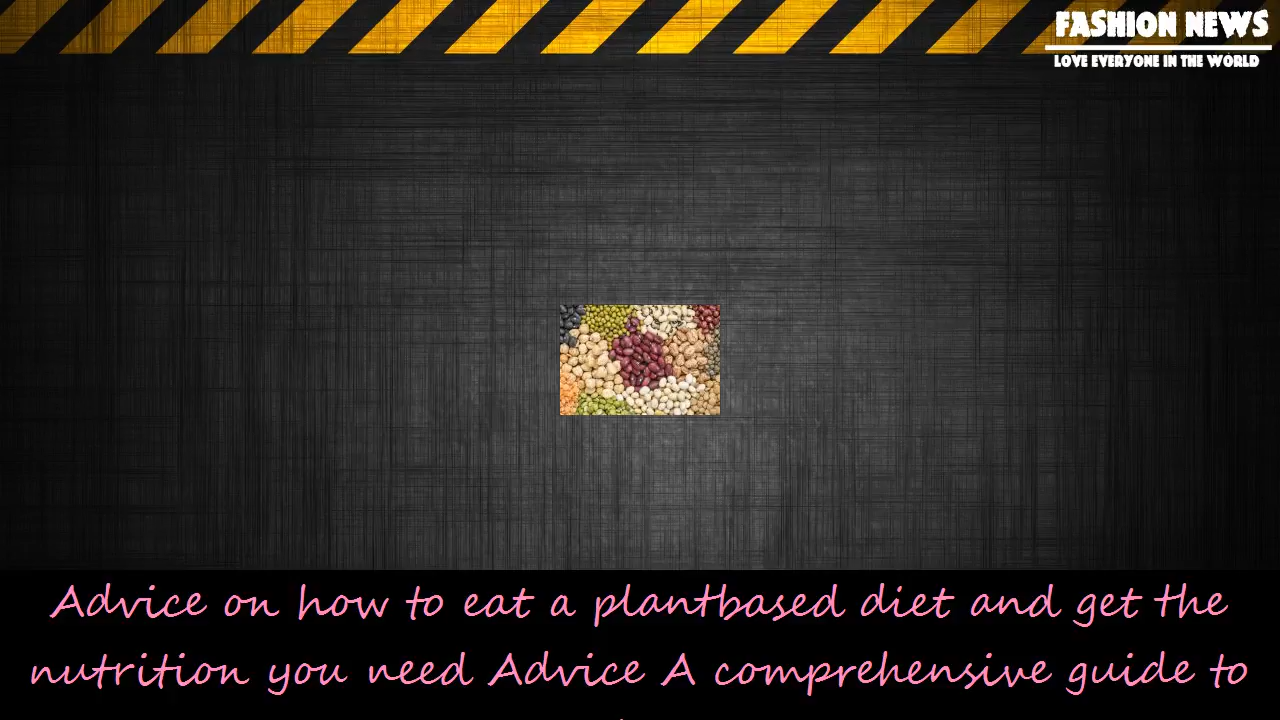 FASHION NEWS
LOVE EVERYONE IN THE WORLD
Advice on how to eat a plantbased diet and get the
nutrition you need Advice A comprehensive guide to